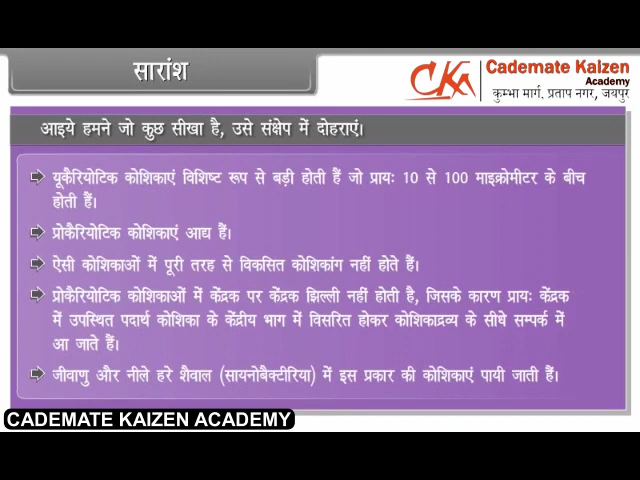 सारांश
CKA
Cademate Kaizen
Academy
कुम्भा मार्ग. प्रताप नगर, जयपुर
आइये हमने जो कुछ सीखा है, उसे संक्षेप में दोहराएं।
यूकैरियोटिक कोशिकाएं विशिष्ट रूप से बड़ी होती हैं जो प्रायः 10 से 100 माइक्रोमीटर के बीच
होती हैं।
प्रोकैरियोटिक कोशिकाएं आद्य हैं।
ऐसी कोशिकाओं में पूरी तरह से विकसित कोशिकांग नहीं होते हैं।
प्रोकैरियोटिक कोशिकाओं में केंद्रक पर केंद्रक झिल्ली नहीं होती है, जिसके कारण प्रायः केंद्रक
में उपस्थित पदार्थ कोशिका के केंद्रीय भाग में विसरित होकर कोशिकाद्रव्य के सीधे सम्पर्क में
आ जाते हैं।
जीवाणु और नीले हरे शैवाल (सायनोबैक्टीरिया) में इस प्रकार की कोशिकाएं पायी जाती हैं।
CADEMATE KAIZEN ACADEMY